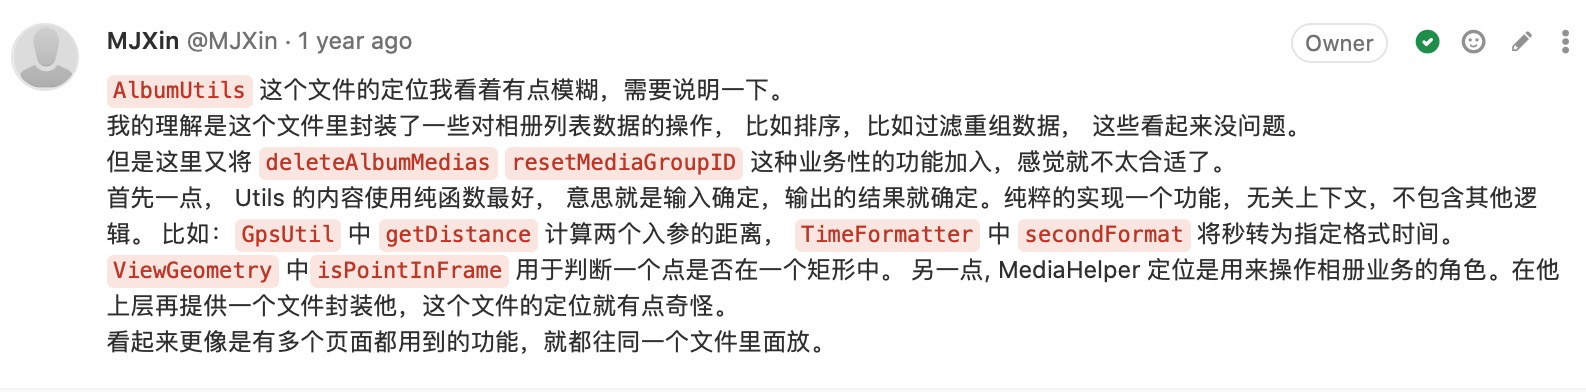 MJXin @MJXin · 1 year ago Owner
AlbumUtils 这个文件的定位我看着有点模糊，需要说明一下。
我的理解是这个文件里封装了一些对相册列表数据的操作， 比如排序，比如过滤重组数据， 这些看起来没问题。
但是这里又将 deleteAlbumMedias resetMediaGroupID 这种业务性的功能加入，感觉就不太合适了。
首先一点， Utils 的内容使用纯函数最好， 意思就是输入确定，输出的结果就确定。纯粹的实现一个功能，无关上下文，不包含其他逻
辑。 比如： GpsUtil 中 getDistance 计算两个入参的距离， TimeFormatter 中 secondFormat 将秒转为指定格式时间。
ViewGeometry 中 isPointInFrame 用于判断一个点是否在一个矩形中。 另一点, MediaHelper 定位是用来操作相册业务的角色。在他
上层再提供一个文件封装他，这个文件的定位就有点奇怪。
看起来更像是有多个页面都用到的功能，就都往同一个文件里面放。